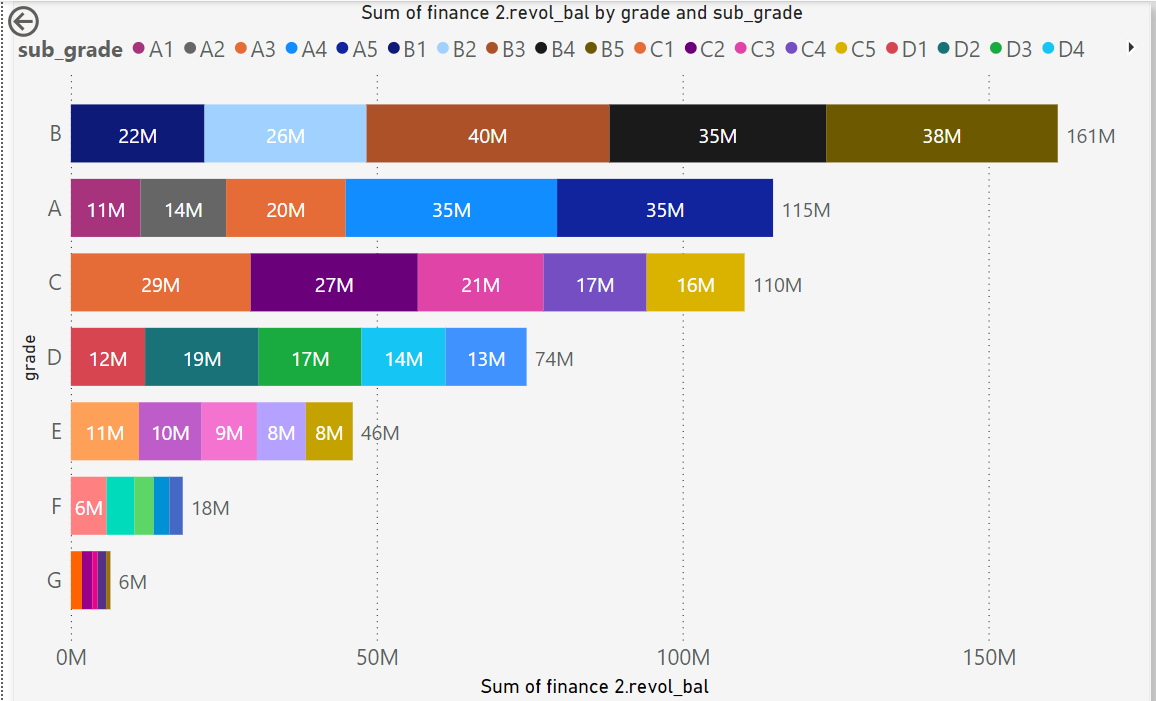 Sum of finance 2.revol_bal by grade and sub_grade
sub_grade A1 A2 A3 A4 A5 B1 B2 B3 B4 B5 C1 C2 C3 C4 C5 D1 D2 D3 D4
B 22M 26M 40M 35M 38M 161M
A 11M 14M 20M 35M 35M 115M
C 29M 27M 21M 17M 16M 110M
grade
D 12M 19M 17M 14M 13M 74M
E 11M 10M 9M 8M 8M 46M
F 6M 18M
G 6M
0M 50M 100M 150M
Sum of finance 2.revol_bal